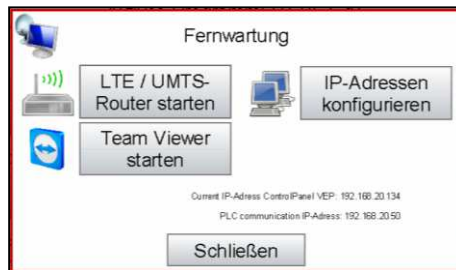 Fernwartung
LTE / UMTS-
Router starten
IP-Adressen
konfigurieren
Team Viewer
starten
Current IP-Adress ControlPanel VEP: 192.168.20.134
PLC communication IP-Adress: 192.168.20.50
Schließen